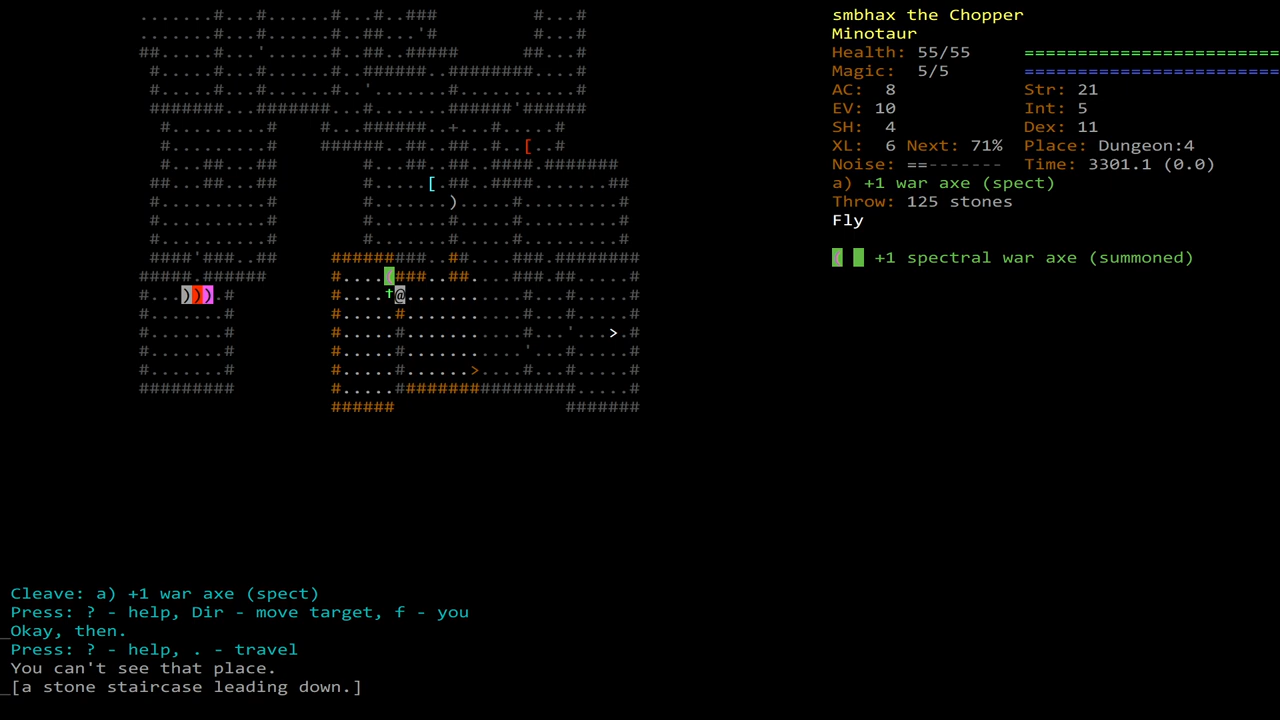 .......#...#......#...#..###                #...#
.......#...#......#...##...'#               #...#
##.....#...'......#...##..#####           ##...#
#.....#...#......#...######..########....#
#.....#...#......#..'.......#...........#
#######...#######...#.......######'######
#.........#    #...######..+...#.....#
#.........#    ######..##..##..#..[..#
#...##...#       #...##..##..####.#######
##...##...##       #.....[.##..####.......##
#..........#       #.......)....#.........#
#..........#       #.......#....#.........#
#..........#       #.......#....#.........#
####'###..##    #########..##...###.########
#####.######      #....(###..##....###.##.....#
#...))).#         #....†@.........#...#.....#
#.......#         #.....#.........#...#.....#
#.......#         #.....#.........#...'...>.#
#.......#         #.....#.........'...#.....#
#.......#         #.....#......>....#...#.....#
#########         #.....################.....#
######               #######
smbhax the Chopper
Minotaur
Health: 55/55 ========================
Magic: 5/5 ========================
AC: 8 Str: 21
EV: 10 Int: 5
SH: 4 Dex: 11
XL: 6 Next: 71% Place: Dungeon:4
Noise: ==------- Time: 3301.1 (0.0)
a) +1 war axe (spect)
Throw: 125 stones
Fly
( +1 spectral war axe (summoned)
Cleave: a) +1 war axe (spect)
Press: ? - help, Dir - move target, f - you
_Okay, then.
Press: ? - help, . - travel
You can't see that place.
_[a stone staircase leading down.]